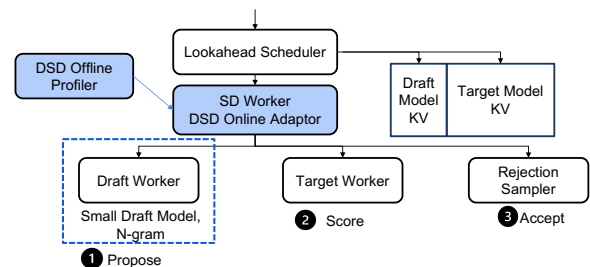 Lookahead Scheduler
DSD Offline
Profiler
SD Worker
DSD Online Adaptor
Draft
Model
KV
Target Model
KV
Draft Worker
Target Worker
Rejection
Sampler
Small Draft Model,
N-gram
1 Propose
2 Score
3 Accept